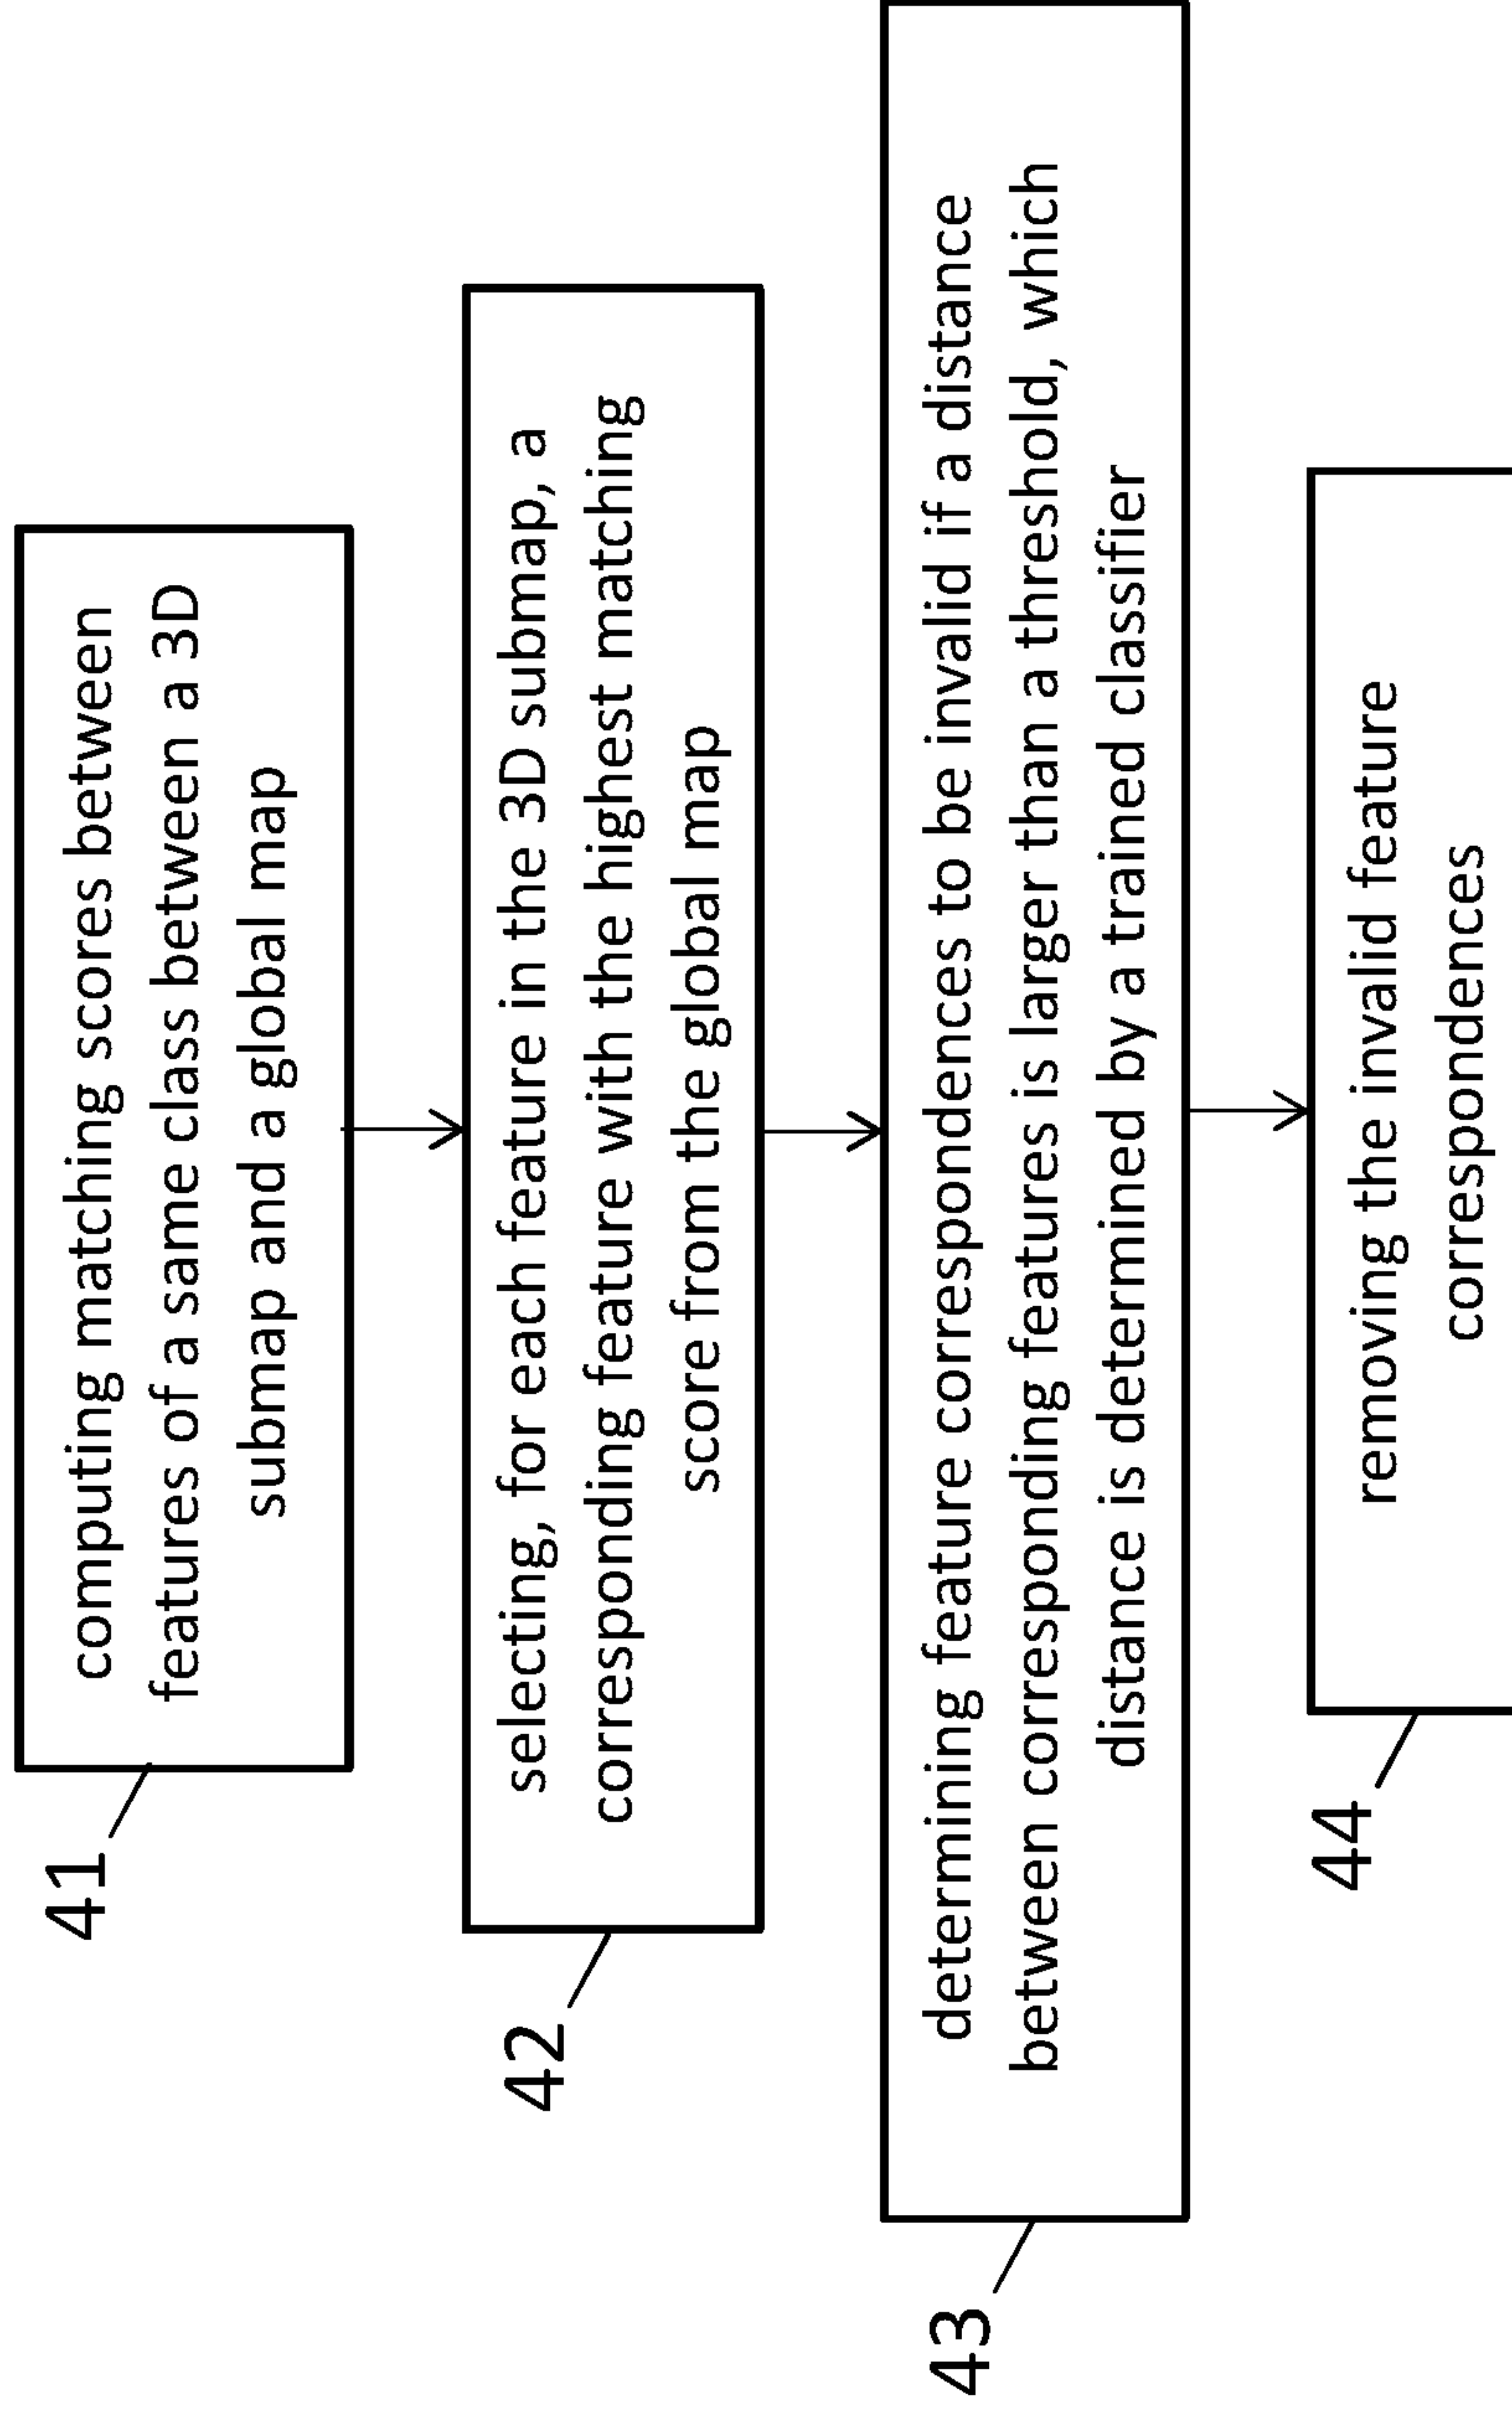 41
computing matching scores between
features of a same class between a 3D
submap and a global map
42
selecting, for each feature in the 3D submap, a
corresponding feature with the highest matching
score from the global map
43
determining feature correspondences to be invalid if a distance
between corresponding features is larger than a threshold, which
distance is determined by a trained classifier
44
removing the invalid feature
correspondences